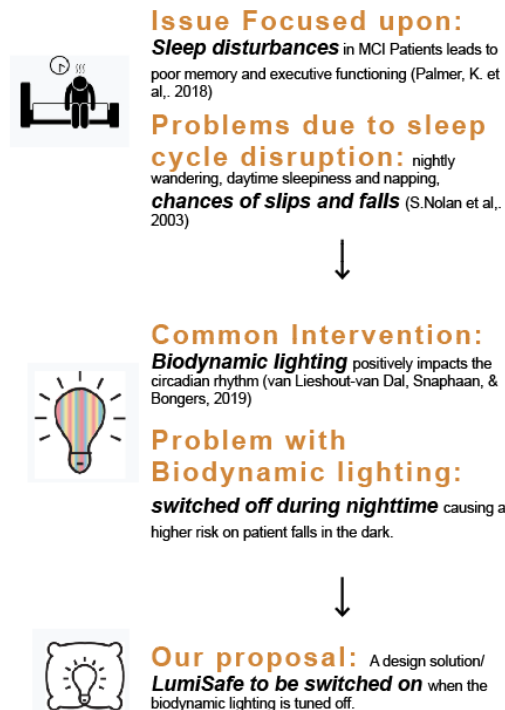 Issue Focused upon:
Sleep disturbances in MCI Patients leads to
poor memory and executive functioning (Palmer, K. et
al,. 2018)
Problems due to sleep
cycle disruption: nightly
wandering, daytime sleepiness and napping,
chances of slips and falls (S.Nolan et al,.
2003)
Common Intervention:
Biodynamic lighting positively impacts the
circadian rhythm (van Lieshout-van Dal, Snaphaan, &
Bongers, 2019)
Problem with
Biodynamic lighting:
switched off during nighttime causing a
higher risk on patient falls in the dark.
Our proposal: A design solution/
LumiSafe to be switched on when the
biodynamic lighting is tuned off.